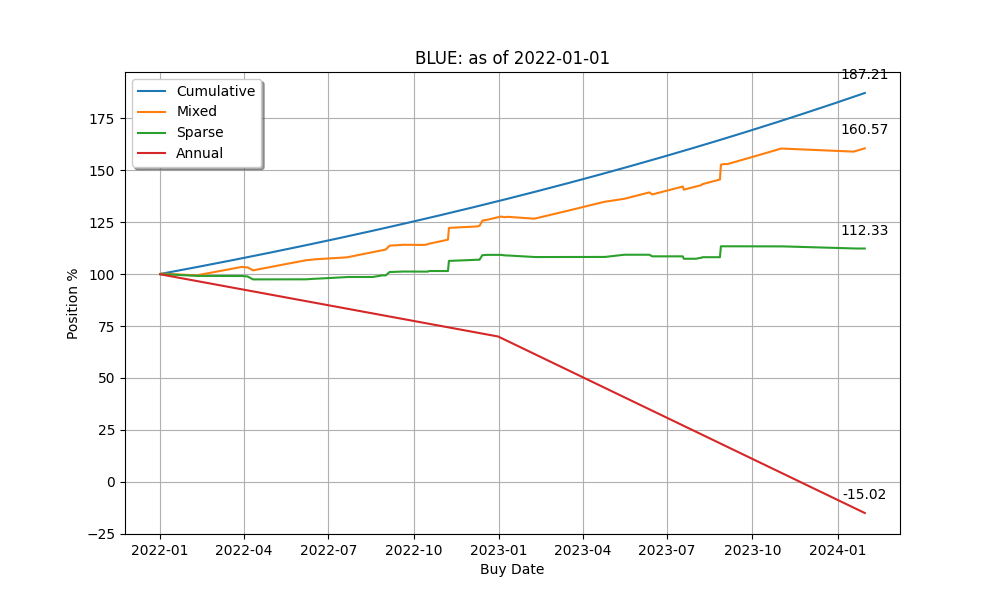 BLUE: as of 2022-01-01
Cumulative
Mixed
Sparse
Annual
187.21
160.57
112.33
-15.02
Position %
175
150
125
100
75
50
25
0
−25
2022-01 2022-04 2022-07 2022-10 2023-01 2023-04 2023-07 2023-10 2024-01
Buy Date